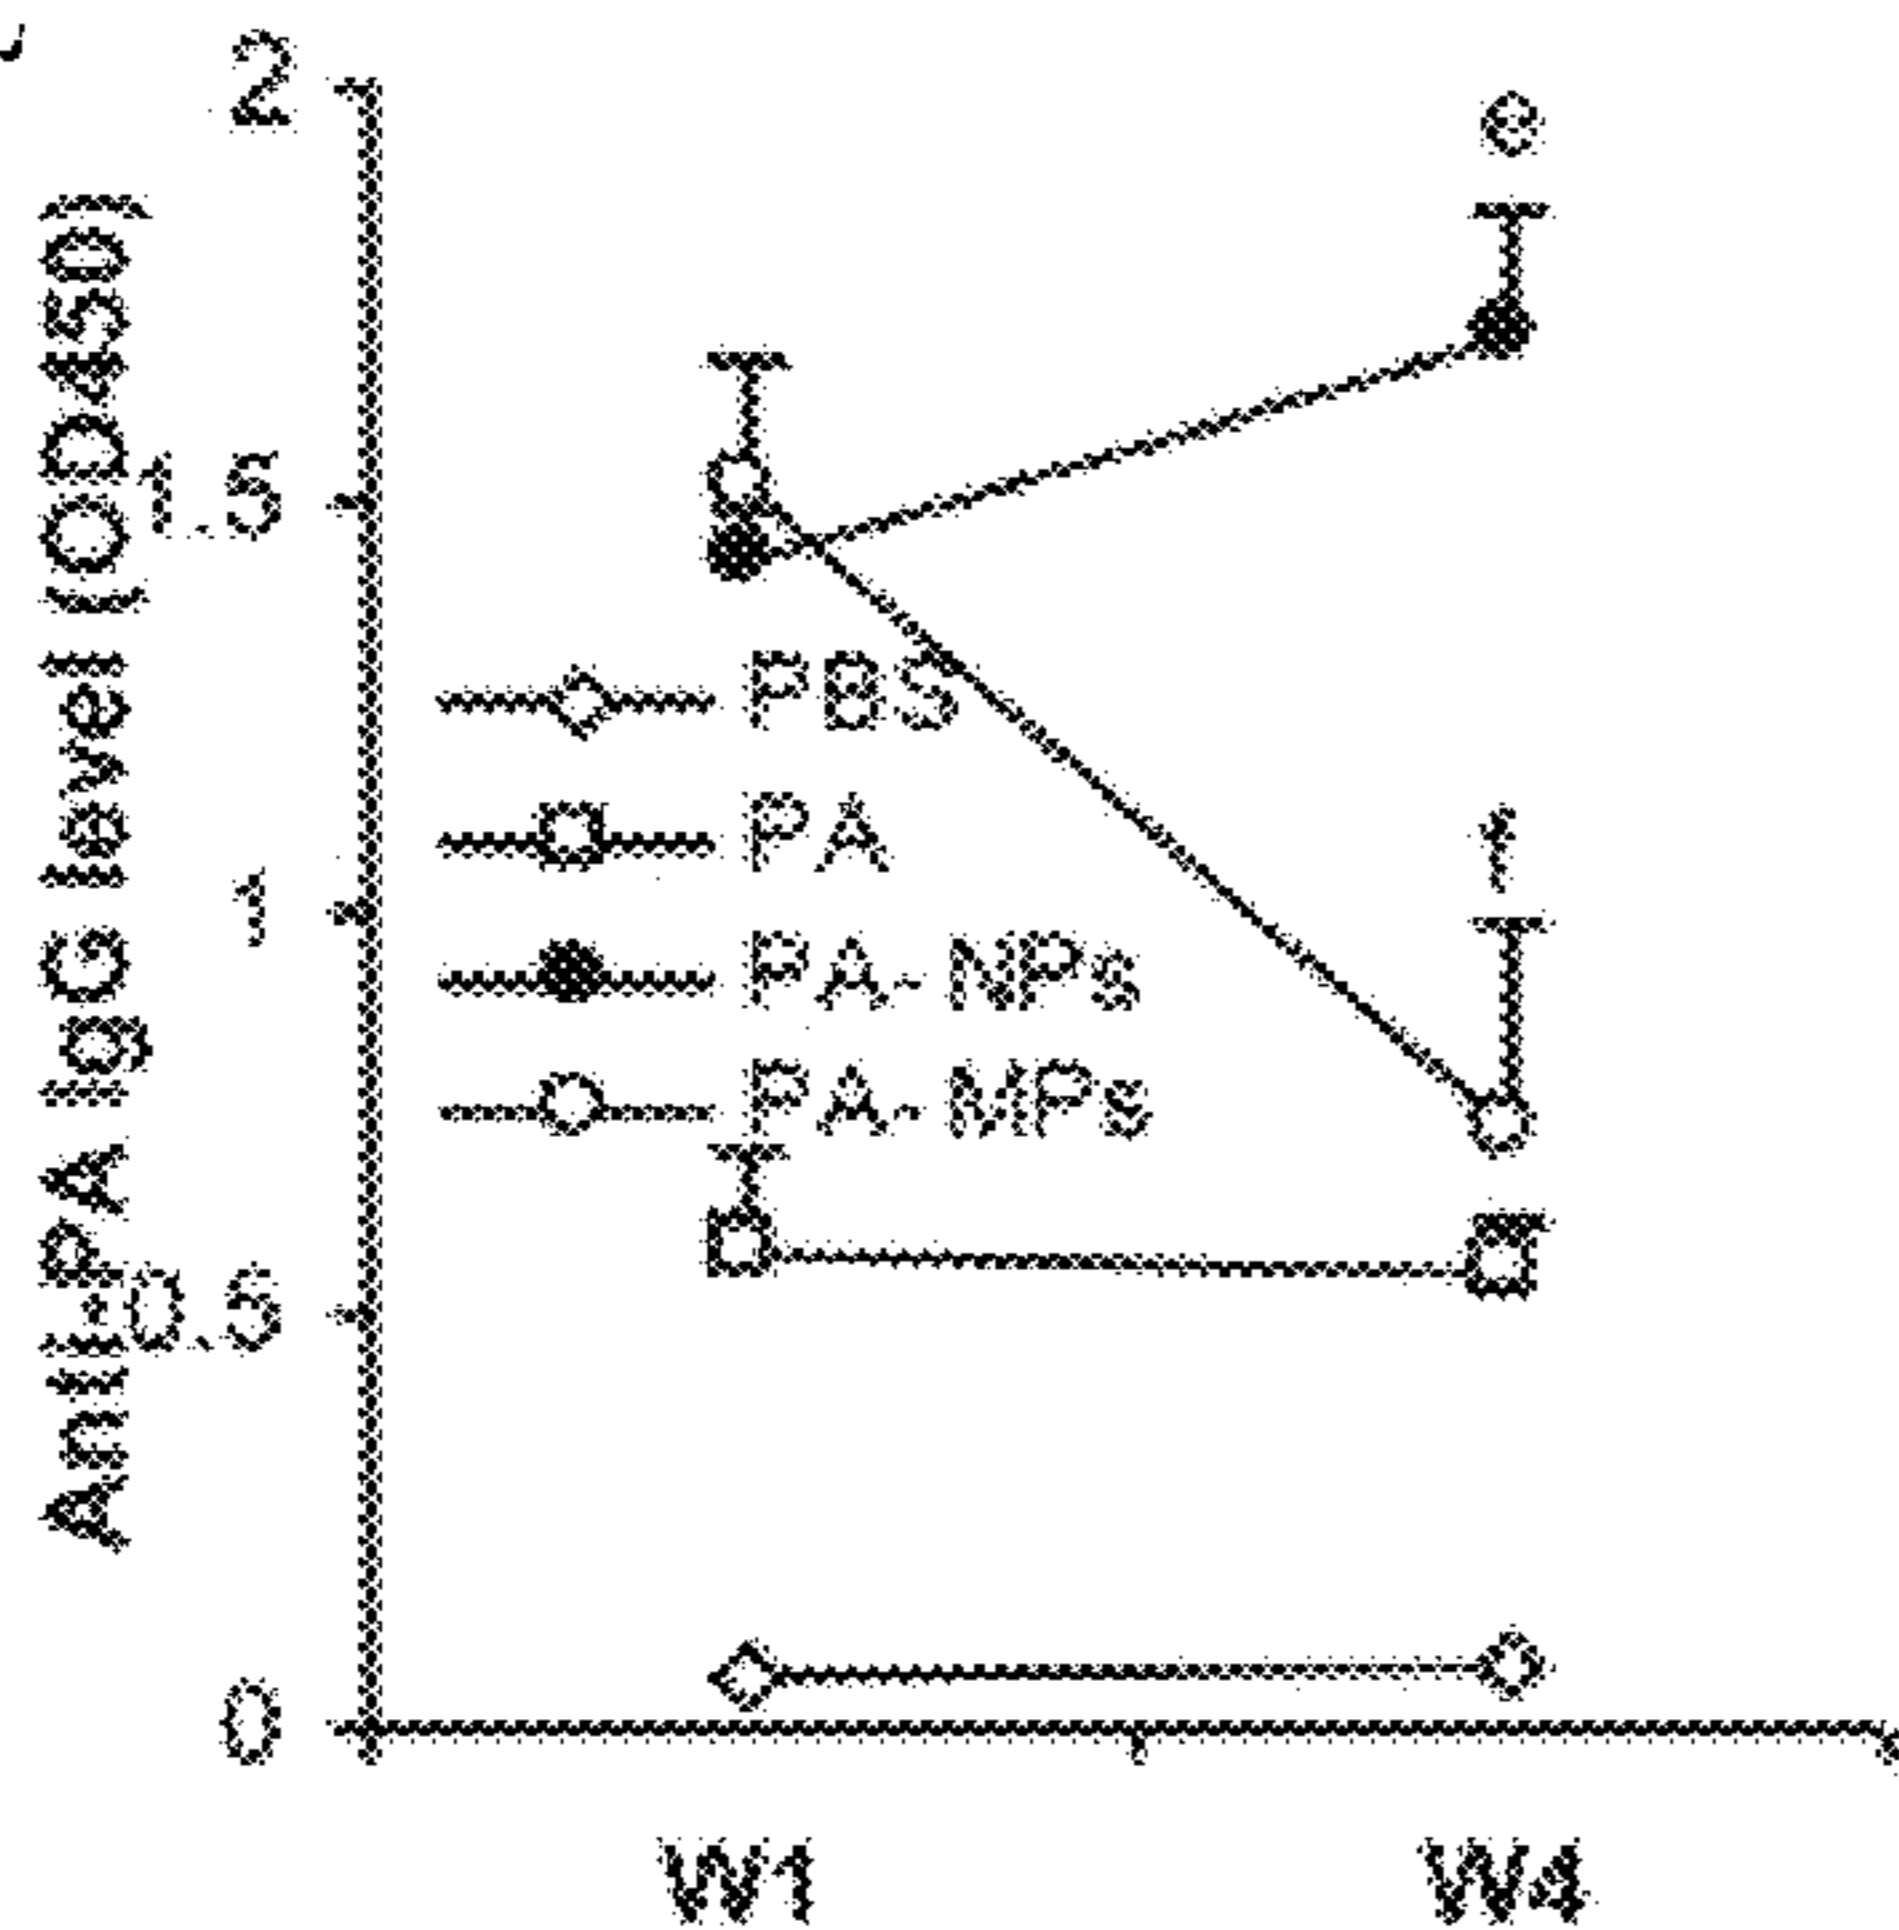 Anti-PA IgG level (OD450)
2
1.5
1
0.5
0
e
f
PBS
PA
PA-NPs
PA-MPs
W1
W4